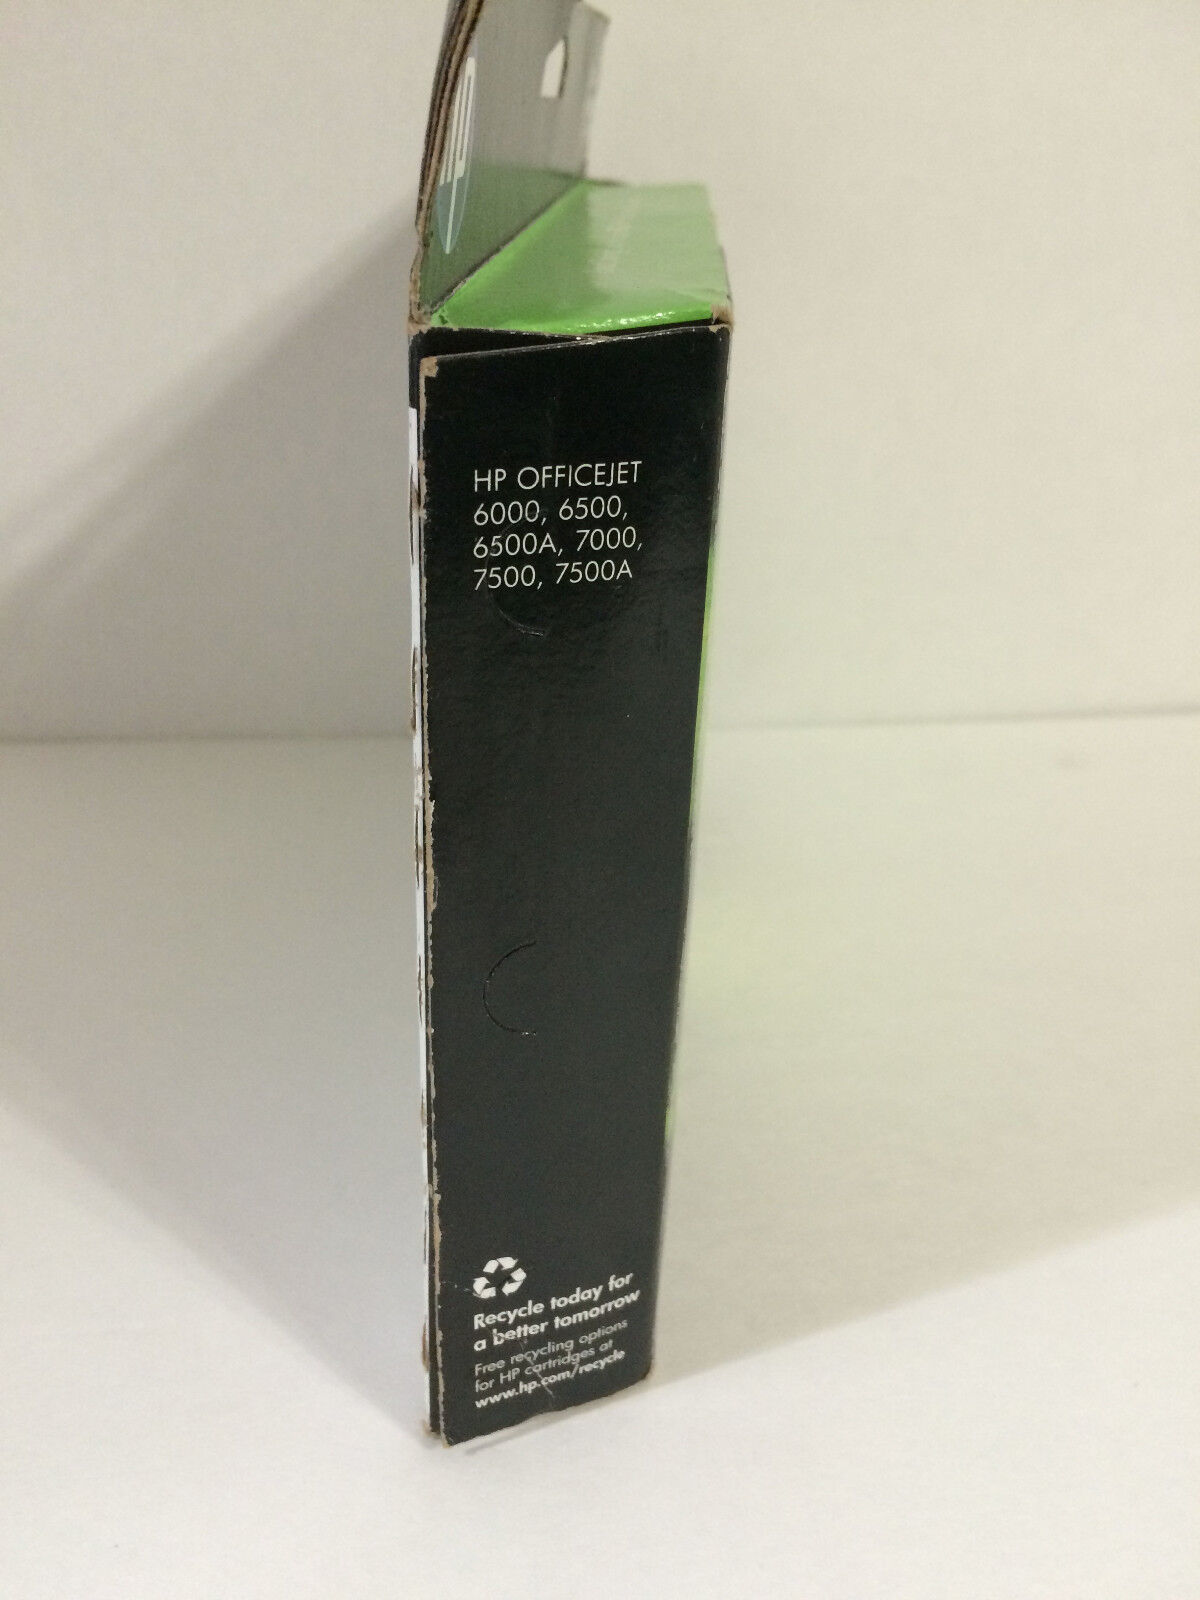 hp
HP OFFICEJET
6000, 6500,
6500A, 7000,
7500, 7500A
Recycle today for
a better tomorrow
Free recycling options
for HP cartridges at
www.hp.com/recycle